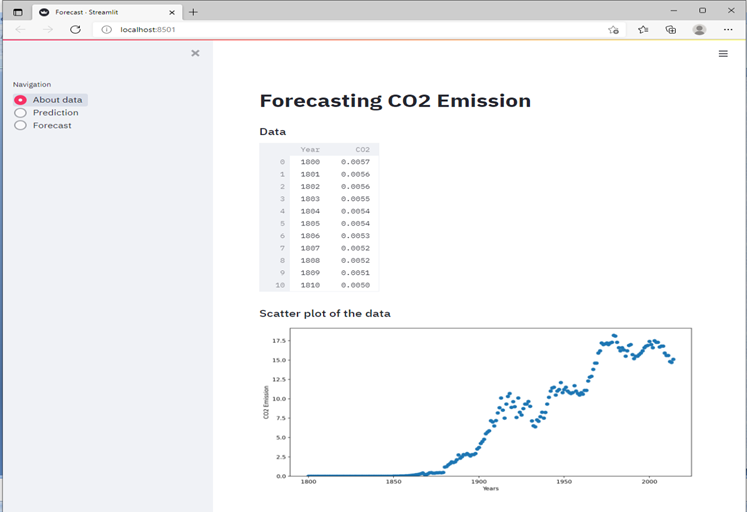 Forecast · Streamlit
localhost:8501
Navigation
About data
Prediction
Forecast
Forecasting CO2 Emission
Data
Year CO2
0 1800 0.0057
1 1801 0.0056
2 1802 0.0056
3 1803 0.0055
4 1804 0.0054
5 1805 0.0054
6 1806 0.0053
7 1807 0.0052
8 1808 0.0052
9 1809 0.0051
10 1810 0.0050
Scatter plot of the data
17.5
15.0
12.5
10.0
7.5
5.0
2.5
0.0
CO2 Emission
1800 1850 1900 1950 2000
Years